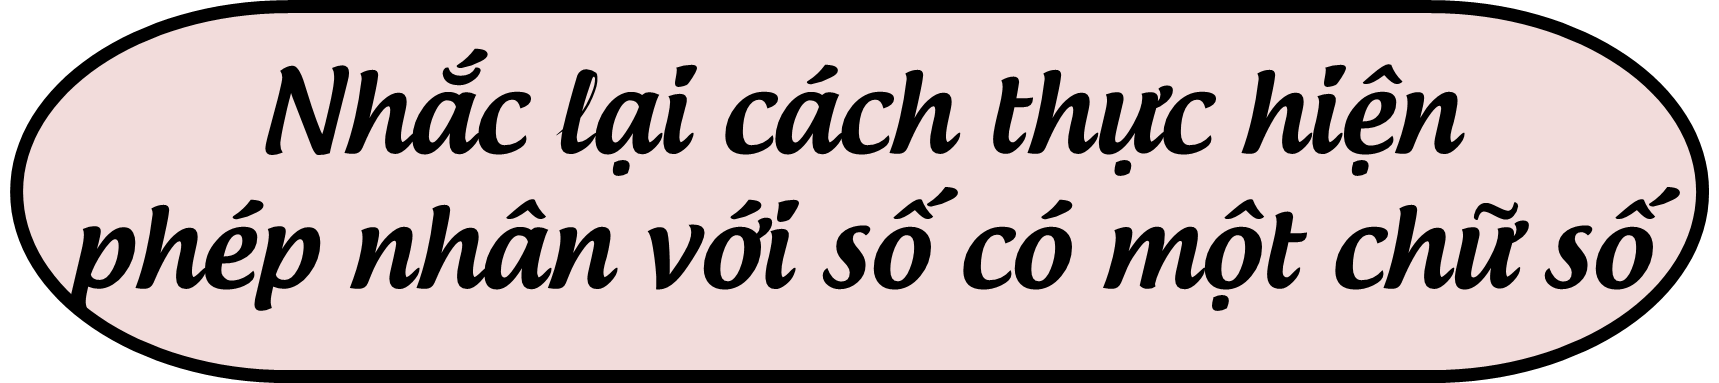 Nhắc lại cách thực hiện
phép nhân với số có một chữ số